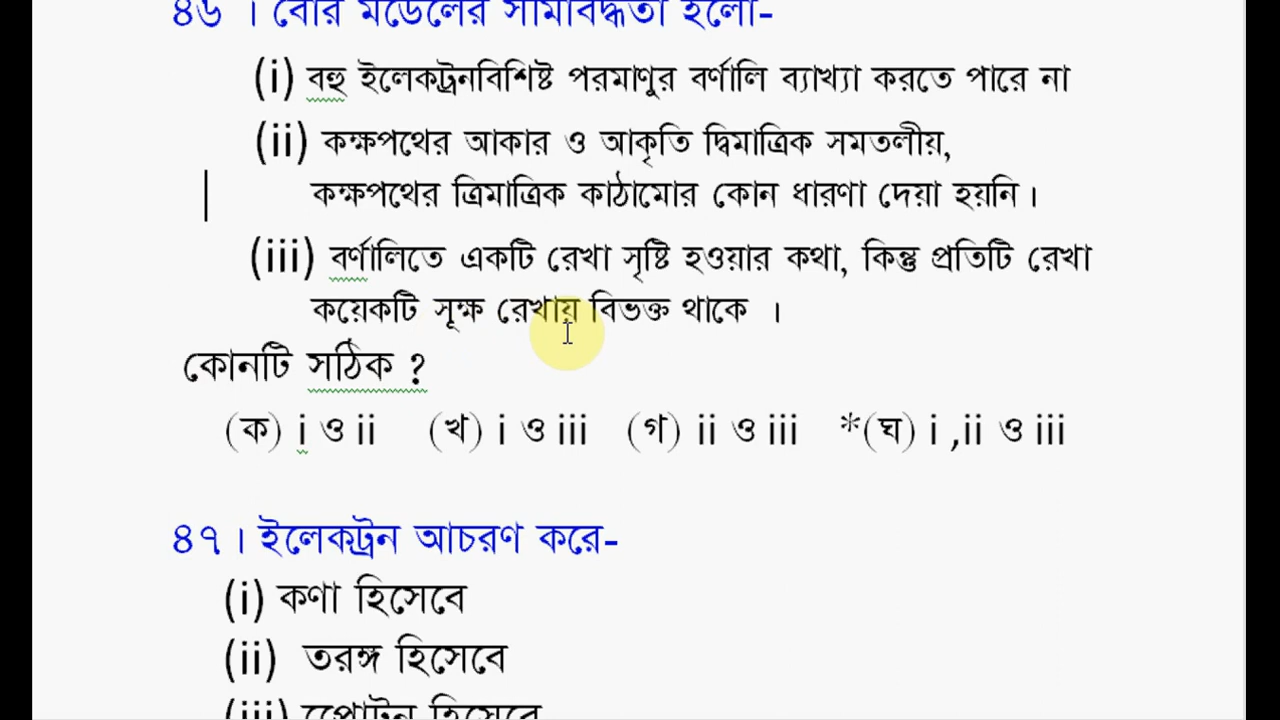 ৪৬ । বোর মডেলের সীমাবদ্ধতা হলো-
(i) বহু ইলেকট্রনবিশিষ্ট পরমাণুর বর্ণালি ব্যাখ্যা করতে পারে না
(ii) কক্ষপথের আকার ও আকৃতি দ্বিমাত্রিক সমতলীয়,
কক্ষপথের ত্রিমাত্রিক কাঠামোর কোন ধারণা দেয়া হয়নি।
(iii) বর্ণালিতে একটি রেখা সৃষ্টি হওয়ার কথা, কিন্তু প্রতিটি রেখা
কয়েকটি সূক্ষ রেখায় বিভক্ত থাকে ।
কোনটি সঠিক ?
(ক) i ও ii (খ) i ও iii (গ) ii ও iii *(ঘ) i ,ii ও iii
৪৭। ইলেকট্রন আচরণ করে-
(i) কণা হিসেবে
(ii) তরঙ্গ হিসেবে
(iii) প্রোটন হিসেবে